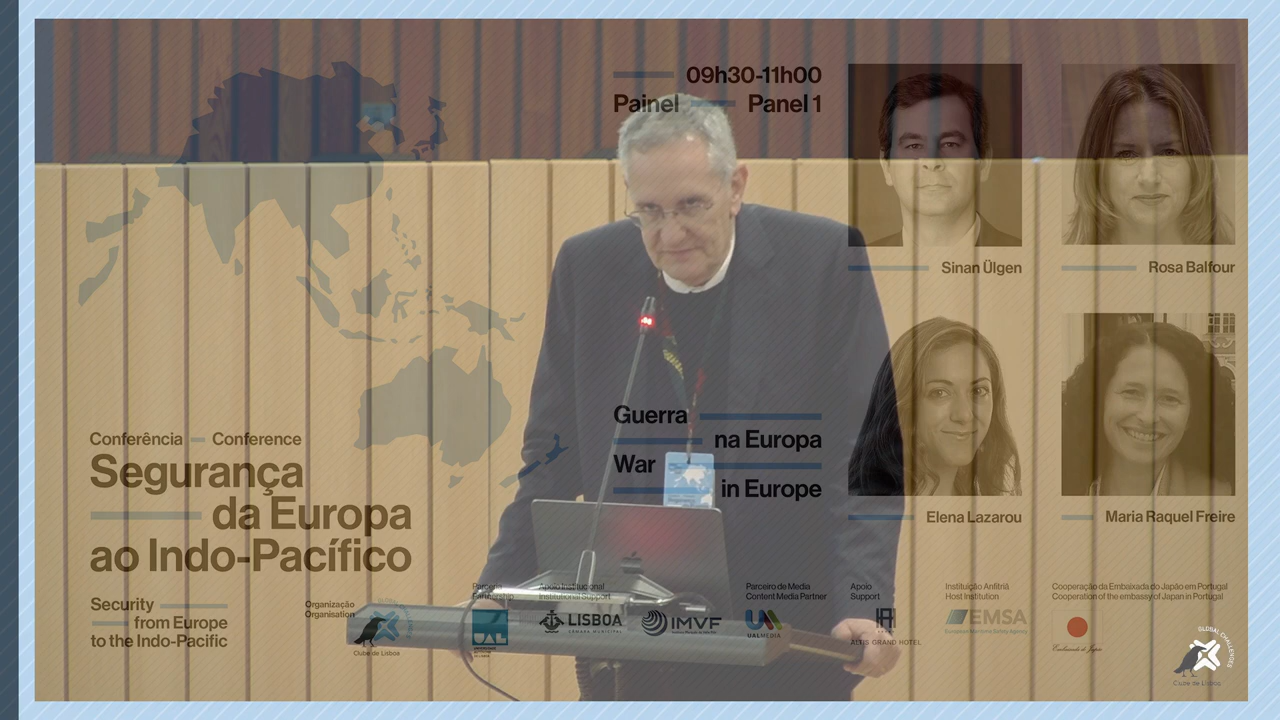 09h30-11h00
Painel Panel 1
Sinan Ülgen
Rosa Balfour
Guerra
na Europa
War
in Europe
Elena Lazarou
Maria Raquel Freire
Conferência Conference
Segurança
da Europa
ao Indo-Pacífico
Security
from Europe
to the Indo-Pacific
Organização
Organisation
Clube de Lisboa
Parceria
Partnership
UAL
Apoio Institucional
Institutional Support
LISBOA
CÂMARA MUNICIPAL
IMVF
Parceiro de Media
Content Media Partner
UALMEDIA
Apoio
Support
ALTIS GRAND HOTEL
Instituição Anfitriã
Host Institution
EMSA
European Maritime Safety Agency
Cooperação da Embaixada do Japão em Portugal
Cooperation of the embassy of Japan in Portugal
Embaixada do Japão
GLOBAL CHALLENGES
Clube de Lisboa